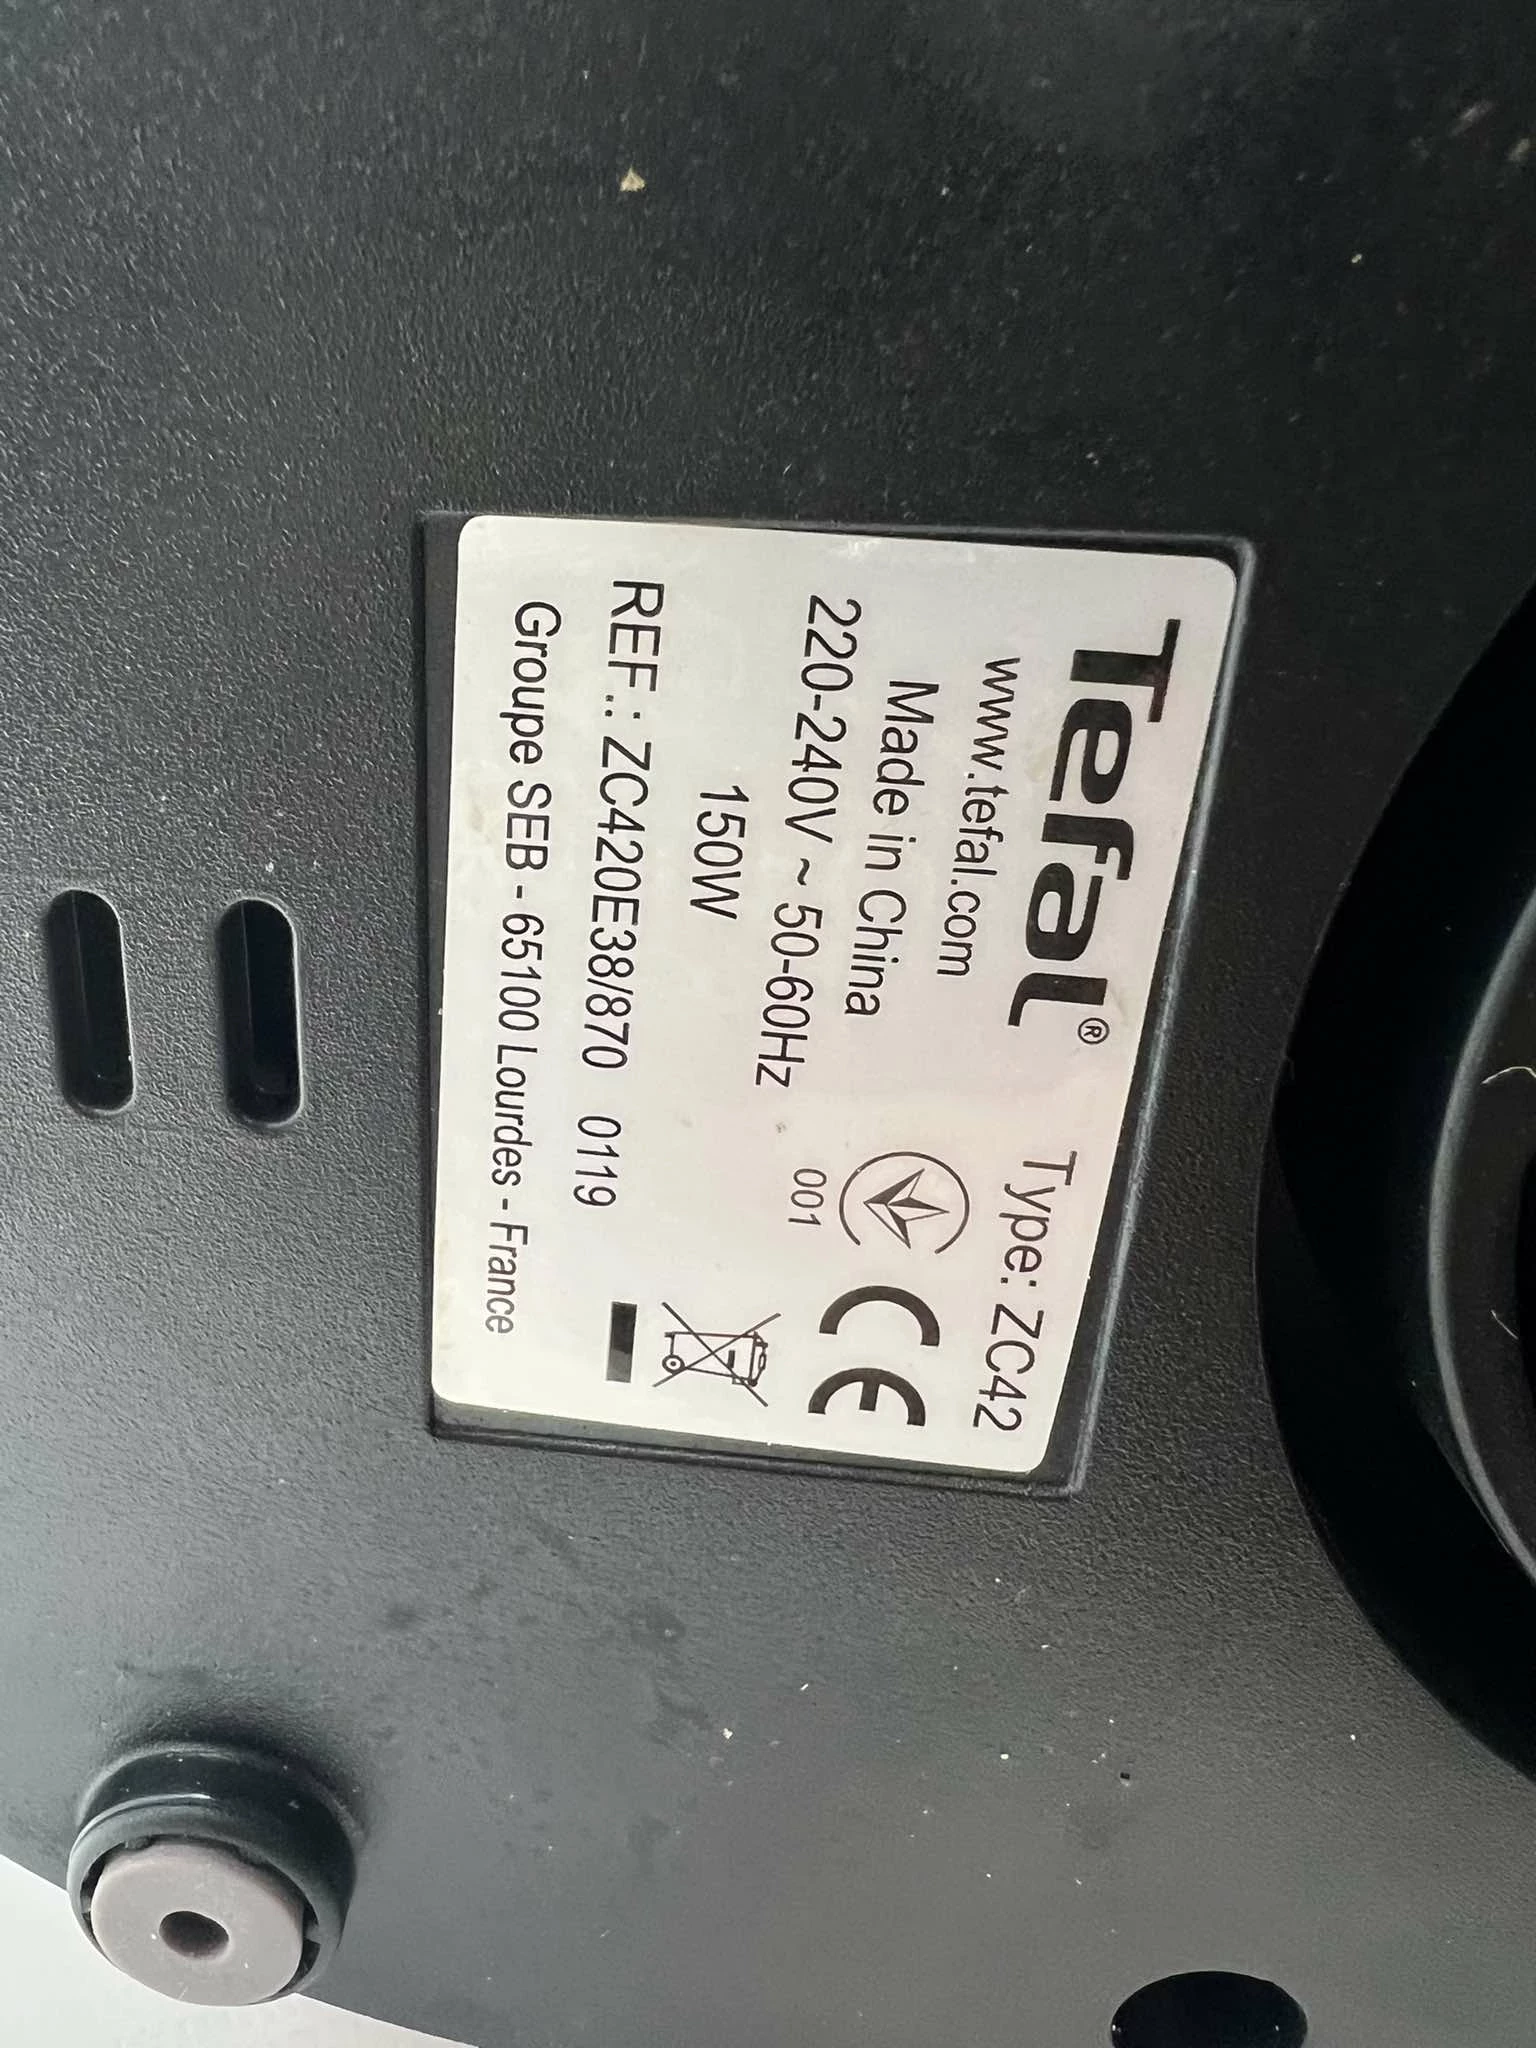 Tefal® Type: ZC42
www.tefal.com
Made in China
220-240V ~ 50-60Hz
001
CE
150W
REF.: ZC420E38/870 0119
Groupe SEB - 65100 Lourdes - France